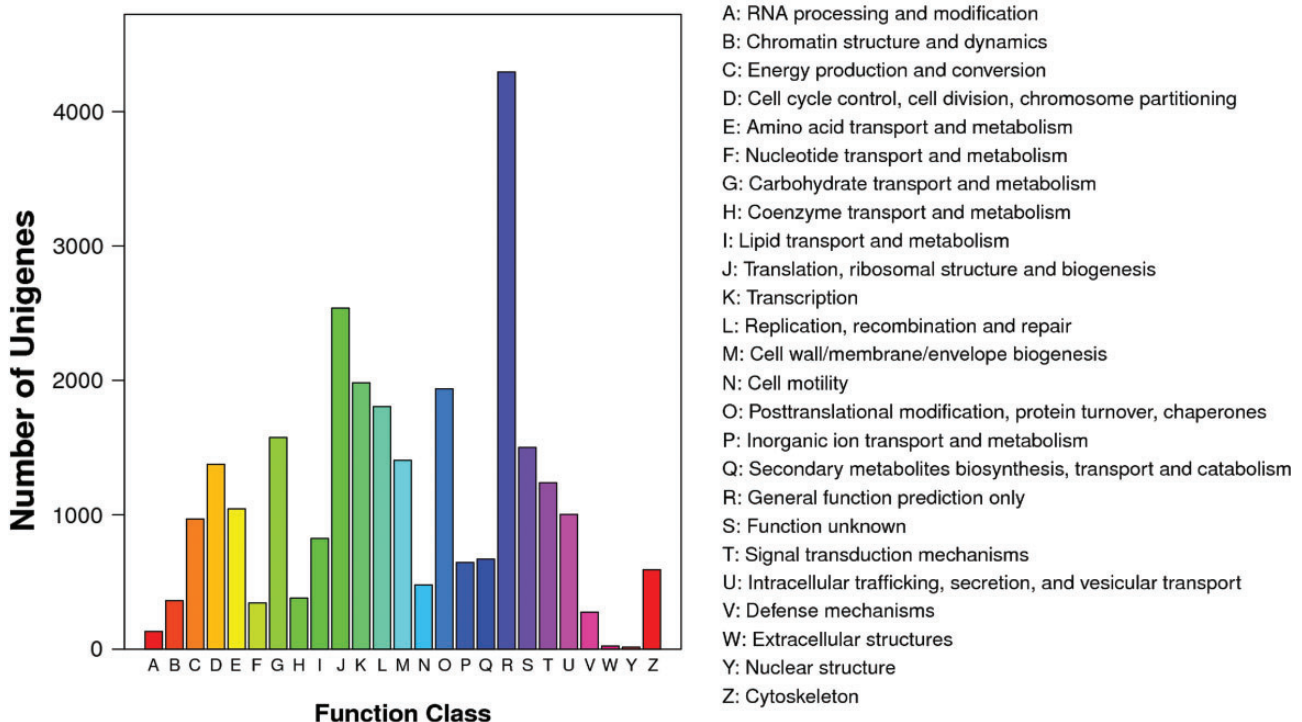 Number of Unigenes
4000
3000
2000
1000
0
A B C D E F G H I J K L M N O P Q R S T U V W Y Z
Function Class
A: RNA processing and modification
B: Chromatin structure and dynamics
C: Energy production and conversion
D: Cell cycle control, cell division, chromosome partitioning
E: Amino acid transport and metabolism
F: Nucleotide transport and metabolism
G: Carbohydrate transport and metabolism
H: Coenzyme transport and metabolism
I: Lipid transport and metabolism
J: Translation, ribosomal structure and biogenesis
K: Transcription
L: Replication, recombination and repair
M: Cell wall/membrane/envelope biogenesis
N: Cell motility
O: Posttranslational modification, protein turnover, chaperones
P: Inorganic ion transport and metabolism
Q: Secondary metabolites biosynthesis, transport and catabolism
R: General function prediction only
S: Function unknown
T: Signal transduction mechanisms
U: Intracellular trafficking, secretion, and vesicular transport
V: Defense mechanisms
W: Extracellular structures
Y: Nuclear structure
Z: Cytoskeleton